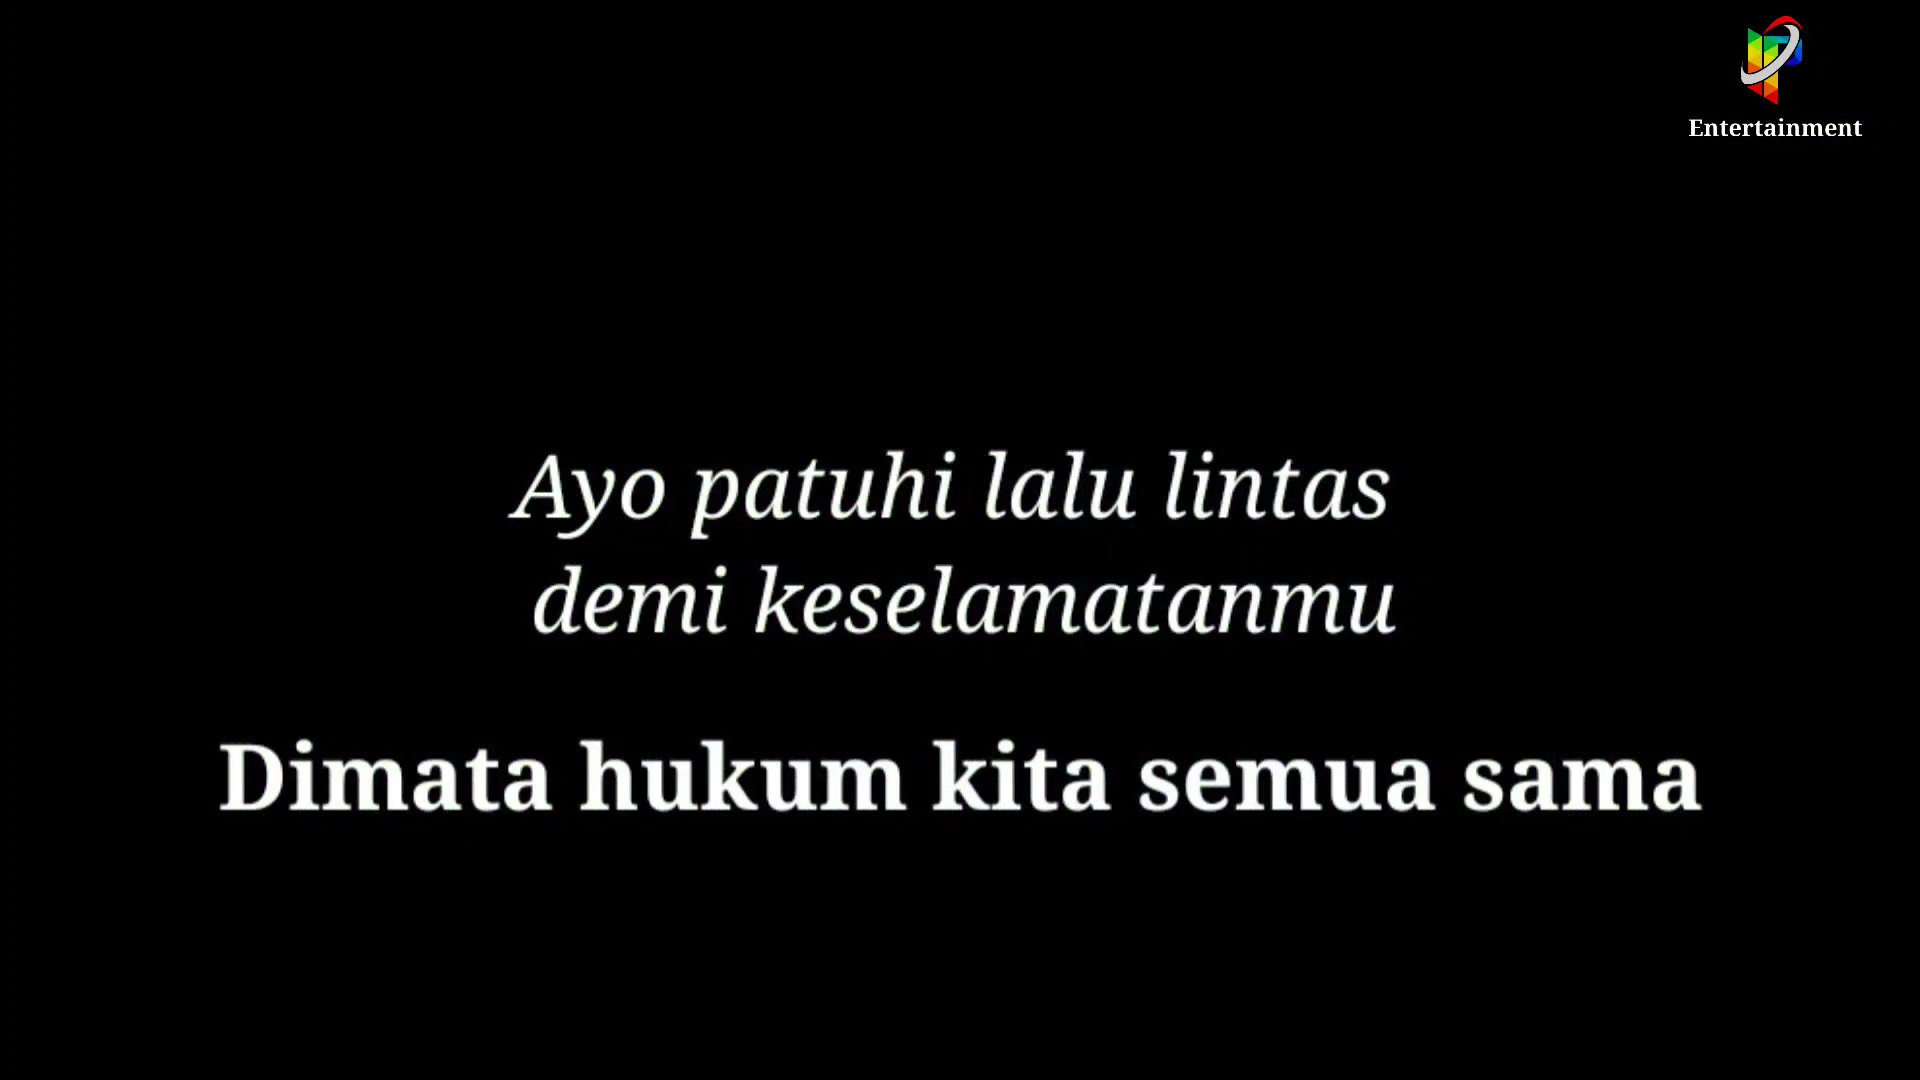 Entertainment
Ayo patuhi lalu lintas
demi keselamatanmu
Dimata hukum kita semua sama